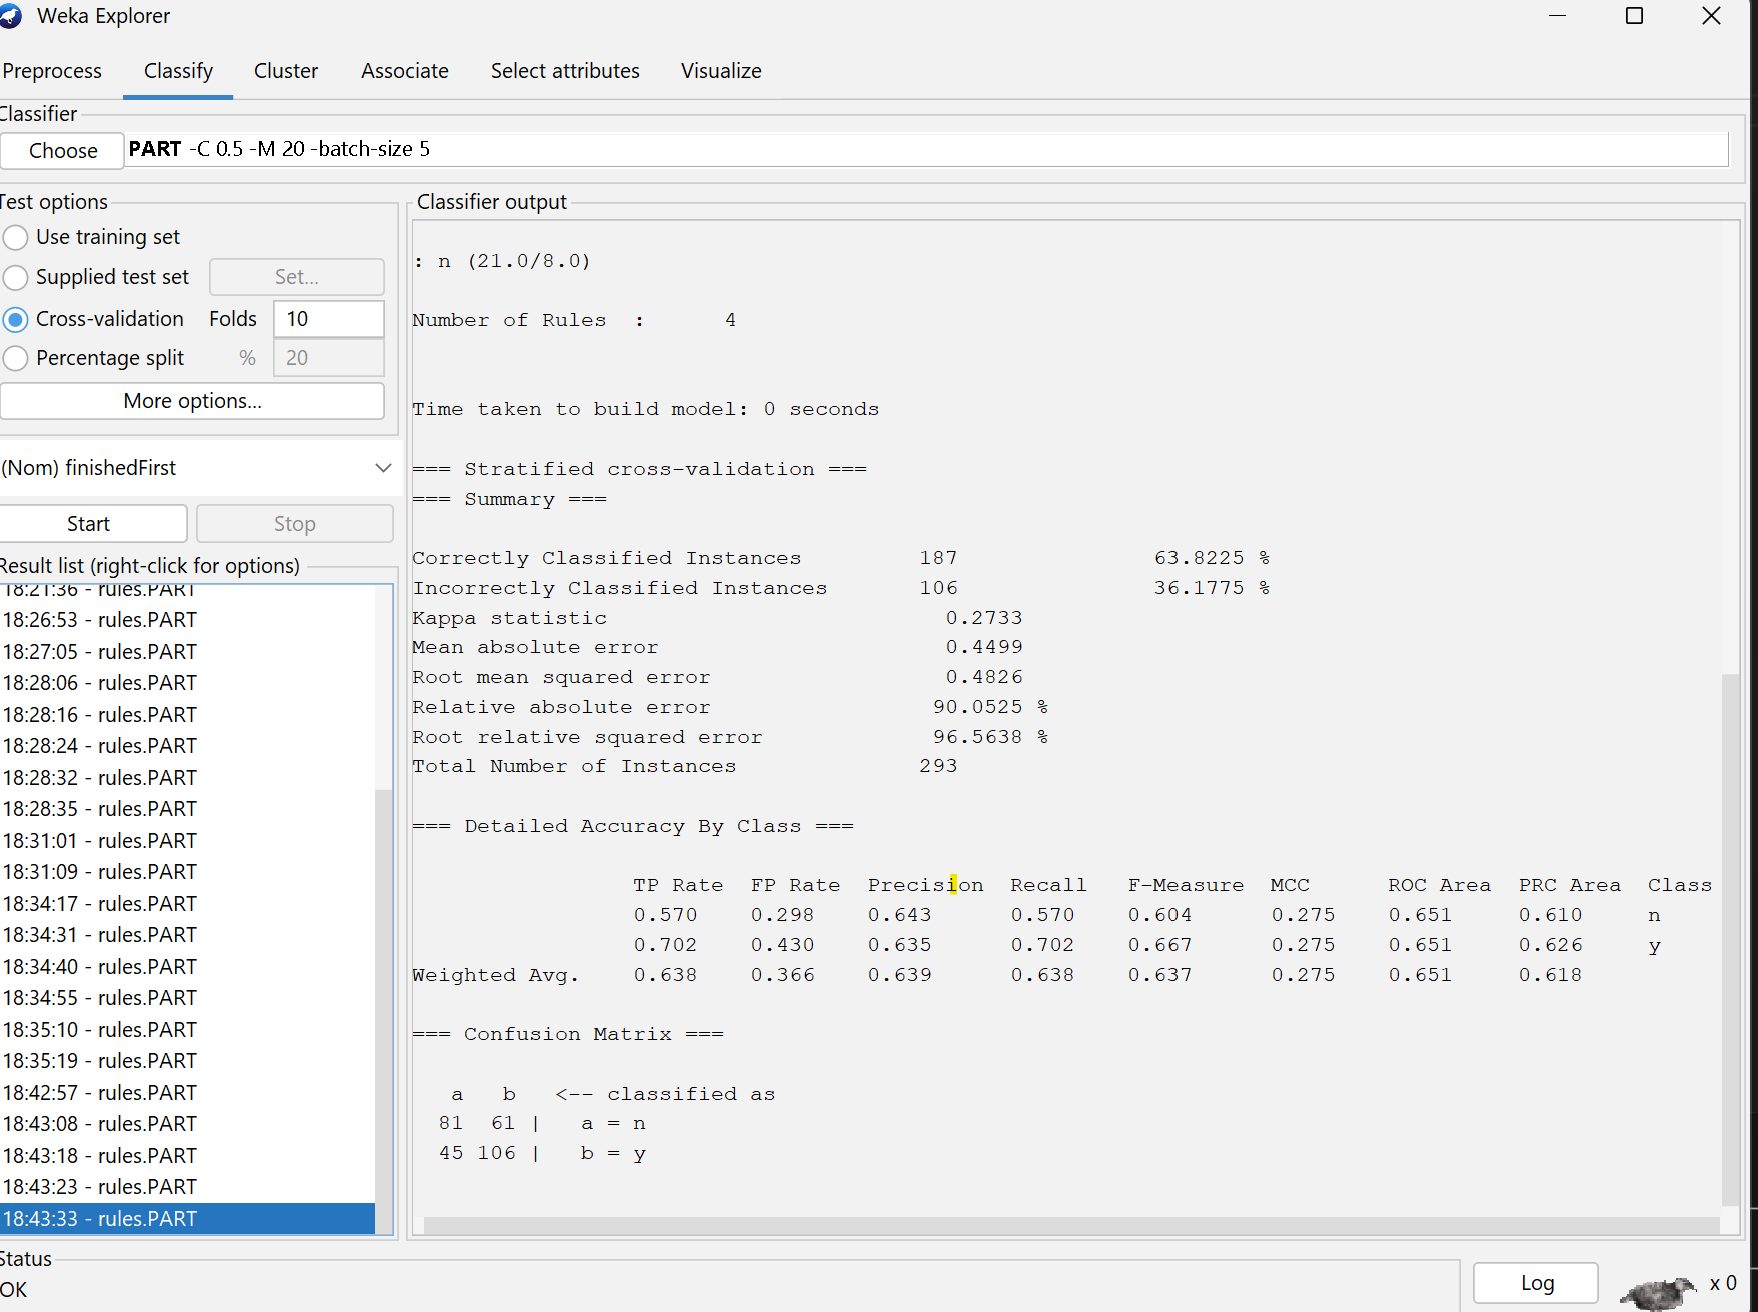 Weka Explorer
Preprocess Classify Cluster Associate Select attributes Visualize
Classifier
Choose PART -C 0.5 -M 20 -batch-size 5
Test options
Use training set
Supplied test set Set...
Cross-validation Folds 10
Percentage split % 20
More options...
(Nom) finishedFirst
Start Stop
Result list (right-click for options)
18:21:36 - rules.PART
18:26:53 - rules.PART
18:27:05 - rules.PART
18:28:06 - rules.PART
18:28:16 - rules.PART
18:28:24 - rules.PART
18:28:32 - rules.PART
18:28:35 - rules.PART
18:31:01 - rules.PART
18:31:09 - rules.PART
18:34:17 - rules.PART
18:34:31 - rules.PART
18:34:40 - rules.PART
18:34:55 - rules.PART
18:35:10 - rules.PART
18:35:19 - rules.PART
18:42:57 - rules.PART
18:43:08 - rules.PART
18:43:18 - rules.PART
18:43:23 - rules.PART
18:43:33 - rules.PART
Classifier output
: n (21.0/8.0)
Number of Rules : 4
Time taken to build model: 0 seconds
=== Stratified cross-validation ===
=== Summary ===
Correctly Classified Instances 187 63.8225 %
Incorrectly Classified Instances 106 36.1775 %
Kappa statistic 0.2733
Mean absolute error 0.4499
Root mean squared error 0.4826
Relative absolute error 90.0525 %
Root relative squared error 96.5638 %
Total Number of Instances 293
=== Detailed Accuracy By Class ===
TP Rate FP Rate Precision Recall F-Measure MCC ROC Area PRC Area Class
0.570 0.298 0.643 0.570 0.604 0.275 0.651 0.610 n
0.702 0.430 0.635 0.702 0.667 0.275 0.651 0.626 y
Weighted Avg. 0.638 0.366 0.639 0.638 0.637 0.275 0.651 0.618
=== Confusion Matrix ===
a b <-- classified as
81 61 | a = n
45 106 | b = y
Status
OK
Log
x 0